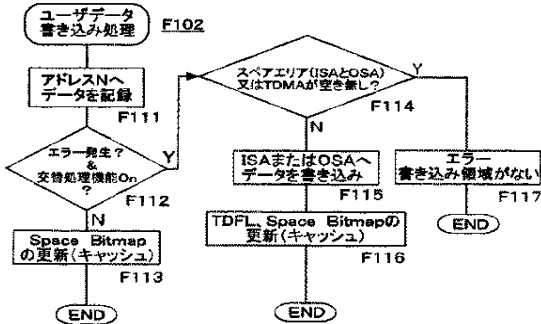 ユーザデータ
書き込み処理
F102
アドレスNへ
データを記録
F111
エラー発生?
&
交替処理機能On
?
F112
Y
N
Space Bitmap
の更新(キャッシュ)
F113
END
スペアエリア(ISAとOSA)
又はTDMAが空き無し?
F114
Y
N
ISAまたはOSAへ
データを書き込み
F115
TDFL、Space Bitmapの
更新(キャッシュ)
F116
END
エラー
書き込み領域がない
F117
END